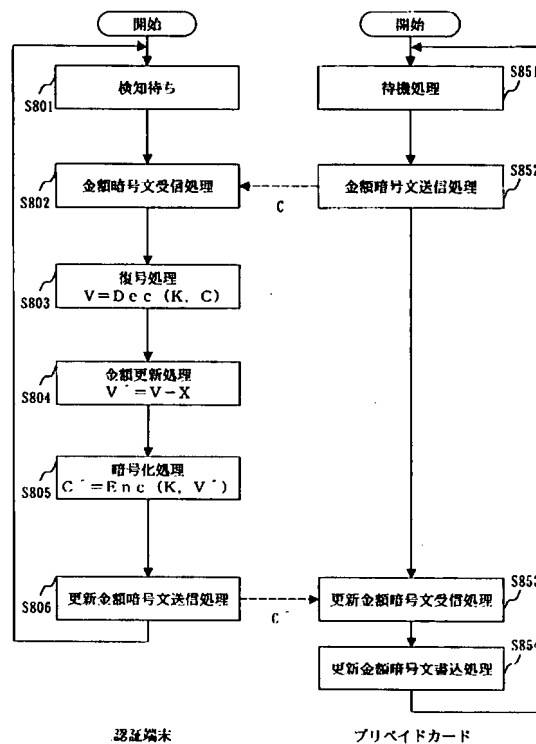 開始
検知待ち
S801
金額暗号文受信処理
S802
復号処理
V=Dec (K, C)
S803
金額更新処理
V´=V-X
S804
暗号化処理
C´=Enc (K, V´)
S805
更新金額暗号文送信処理
S806
認証端末
開始
待機処理
S851
金額暗号文送信処理
S852
C
更新金額暗号文受信処理
S853
C´
更新金額暗号文書込処理
S854
プリペイドカード